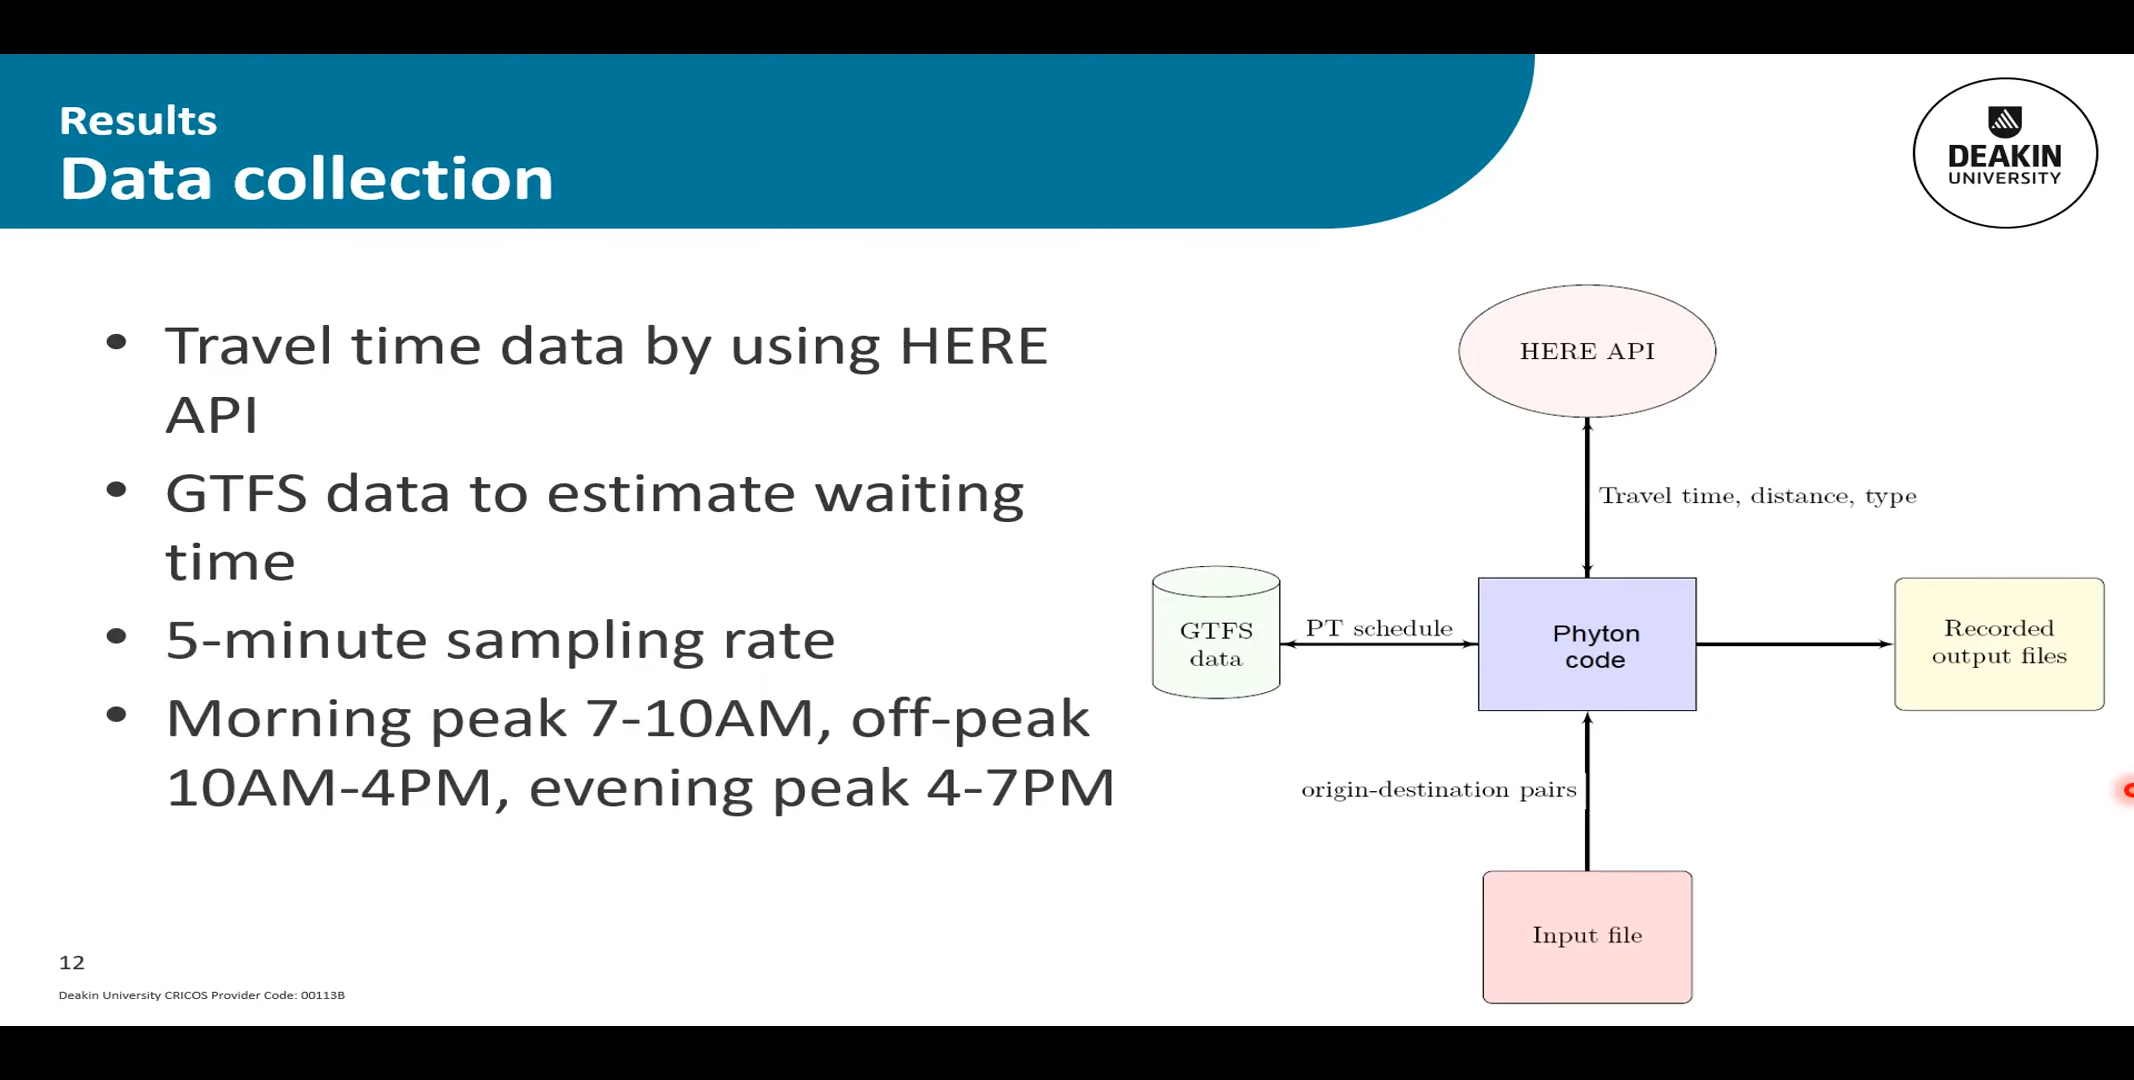 Results
Data collection
DEAKIN
UNIVERSITY
• Travel time data by using HERE
API
• GTFS data to estimate waiting
time
• 5-minute sampling rate
• Morning peak 7-10AM, off-peak
10AM-4PM, evening peak 4-7PM
HERE API
Travel time, distance, type
GTFS
data
PT schedule
Phyton
code
Recorded
output files
origin-destination pairs
Input file
12
Deakin University CRICOS Provider Code: 00113B